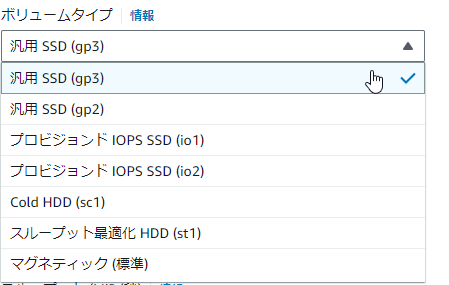 ボリュームタイプ 情報
汎用 SSD (gp3)
汎用 SSD (gp3)
汎用 SSD (gp2)
プロビジョンド IOPS SSD (io1)
プロビジョンド IOPS SSD (io2)
Cold HDD (sc1)
スループット最適化 HDD (st1)
マグネティック (標準)